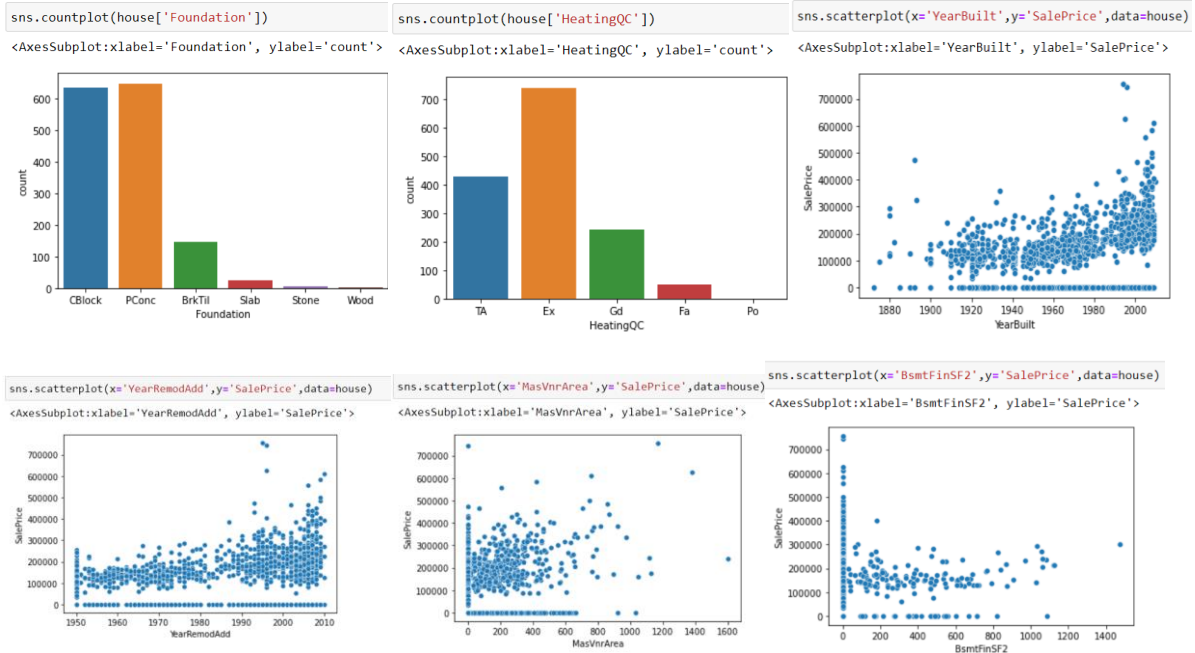 sns.countplot(house['Foundation'])
<AxesSubplot:xlabel='Foundation', ylabel='count'>
600
500
400
300
200
100
0
count
CBlock PConc BrkTil Slab Stone Wood
Foundation
sns.countplot(house['HeatingQC'])
<AxesSubplot:xlabel='HeatingQC', ylabel='count'>
700
600
500
400
300
200
100
0
count
TA Ex Gd Fa Po
HeatingQC
sns.scatterplot(x='YearBuilt',y='SalePrice',data=house)
<AxesSubplot:xlabel='YearBuilt', ylabel='SalePrice'>
700000
600000
500000
400000
300000
200000
100000
0
SalePrice
1880 1900 1920 1940 1960 1980 2000
YearBuilt
sns.scatterplot(x='YearRemodAdd',y='SalePrice',data=house)
<AxesSubplot:xlabel='YearRemodAdd', ylabel='SalePrice'>
700000
600000
500000
400000
300000
200000
100000
0
SalePrice
1950 1960 1970 1980 1990 2000 2010
YearRemodAdd
sns.scatterplot(x='MasVnrArea',y='SalePrice',data=house)
<AxesSubplot:xlabel='MasVnrArea', ylabel='SalePrice'>
700000
600000
500000
400000
300000
200000
100000
0
SalePrice
0 200 400 600 800 1000 1200 1400 1600
MasVnrArea
sns.scatterplot(x='BsmtFinSF2',y='SalePrice',data=house)
<AxesSubplot:xlabel='BsmtFinSF2', ylabel='SalePrice'>
700000
600000
500000
400000
300000
200000
100000
0
SalePrice
0 200 400 600 800 1000 1200 1400
BsmtFinSF2